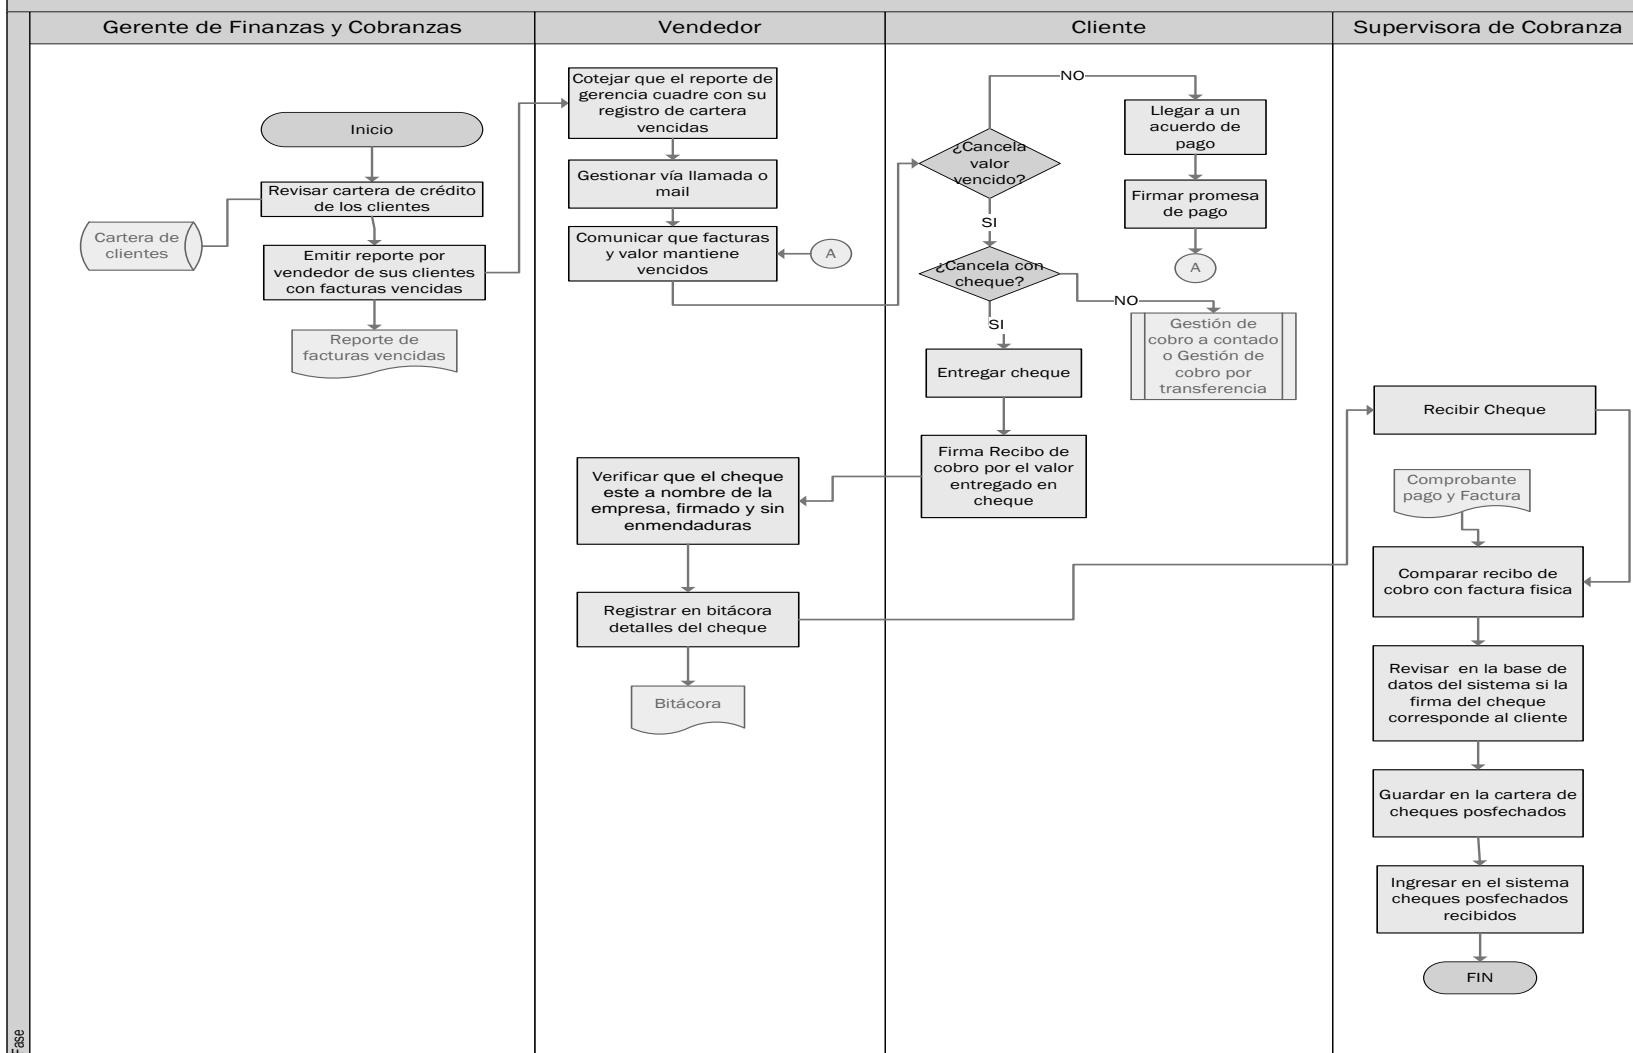 Gerente de Finanzas y Cobranzas
Vendedor
Cliente
Supervisora de Cobranza
Inicio
Revisar cartera de crédito
de los clientes
Cartera de
clientes
Emitir reporte por
vendedor de sus clientes
con facturas vencidas
Reporte de
facturas vencidas
Cotejar que el reporte de
gerencia cuadre con su
registro de cartera
vencidas
Gestionar vía llamada o
mail
Comunicar que facturas
y valor mantiene
vencidos
A
Verificar que el cheque
este a nombre de la
empresa, firmado y sin
enmendaduras
Registrar en bitácora
detalles del cheque
Bitácora
NO
¿Cancela
valor
vencido?
Llegar a un
acuerdo de
pago
Firmar promesa
de pago
A
SI
¿Cancela con
cheque?
NO
Gestión de
cobro a contado
o Gestión de
cobro por
transferencia
SI
Entregar cheque
Firma Recibo de
cobro por el valor
entregado en
cheque
Recibir Cheque
Comprobante
pago y Factura
Comparar recibo de
cobro con factura fisica
Revisar en la base de
datos del sistema si la
firma del cheque
corresponde al cliente
Guardar en la cartera de
cheques posfechados
Ingresar en el sistema
cheques posfechados
recibidos
FIN
Fase